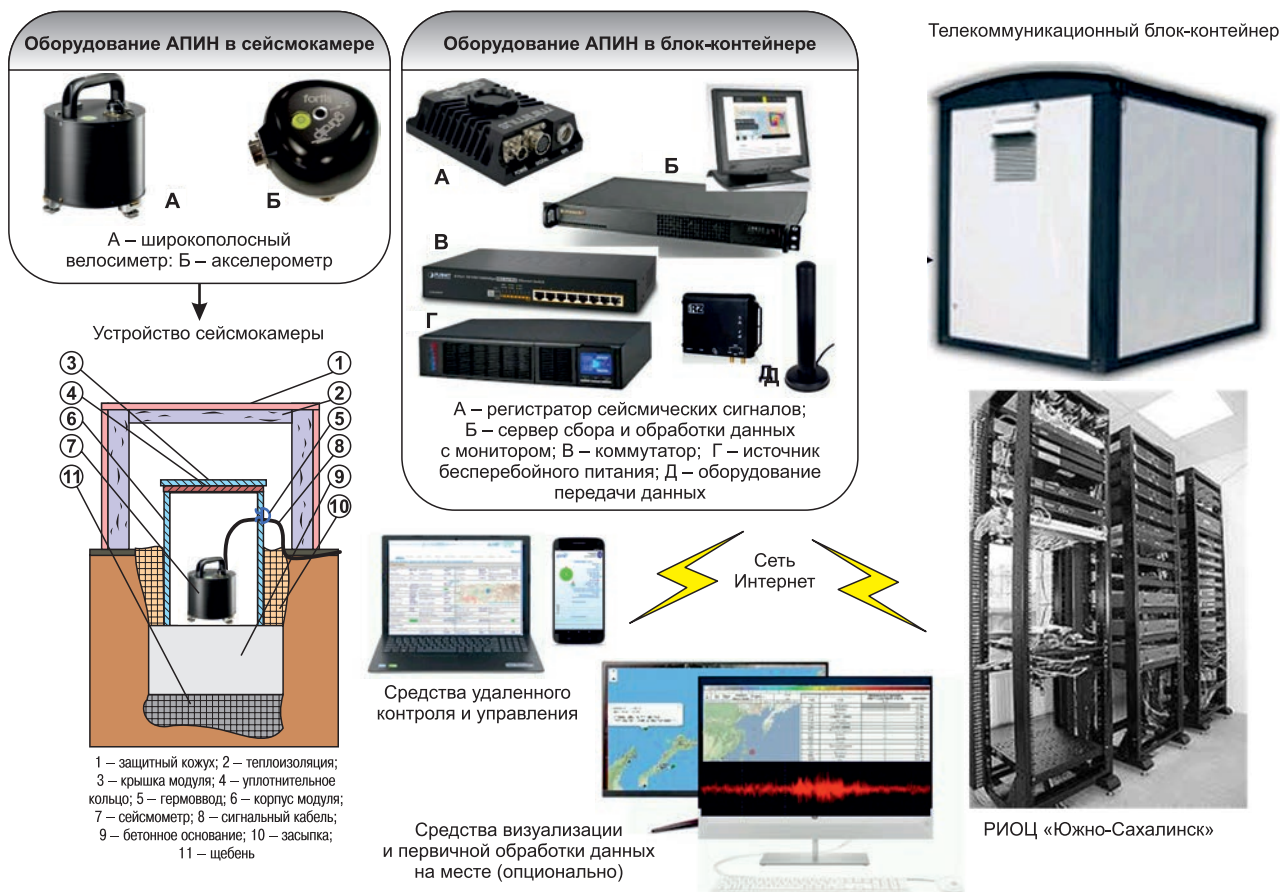 Оборудование АПИН в сейсмокамере
А
Б
А – широкополосный
велосиметр: Б – акселерометр
Устройство сейсмокамеры
3
4
6
7
11
1
2
5
8
9
10
1 – защитный кожух; 2 – теплоизоляция;
3 – крышка модуля; 4 – уплотнительное
кольцо; 5 – гермоввод; 6 – корпус модуля;
7 – сейсмометр; 8 – сигнальный кабель;
9 – бетонное основание; 10 – засыпка;
11 – щебень
Оборудование АПИН в блок-контейнере
А
Б
В
Г
Д
А – регистратор сейсмических сигналов;
Б – сервер сбора и обработки данных
с монитором; В – коммутатор; Г – источник
бесперебойного питания; Д – оборудование
передачи данных
Сеть
Интернет
Средства удаленного
контроля и управления
Средства визуализации
и первичной обработки данных
на месте (опционально)
Телекоммуникационный блок-контейнер
РИОЦ «Южно-Сахалинск»
fortis